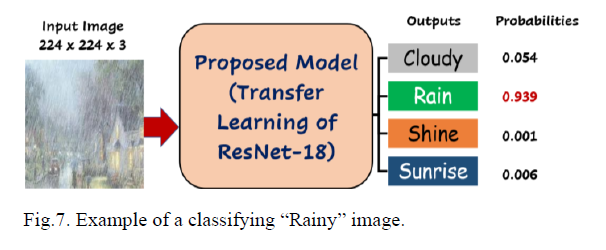 Input Image
224 x 224 x 3
Proposed Model
(Transfer
Learning of
ResNet-18)
Outputs Probabilities
Cloudy 0.054
Rain 0.939
Shine 0.001
Sunrise 0.006
Fig.7. Example of a classifying “Rainy” image.